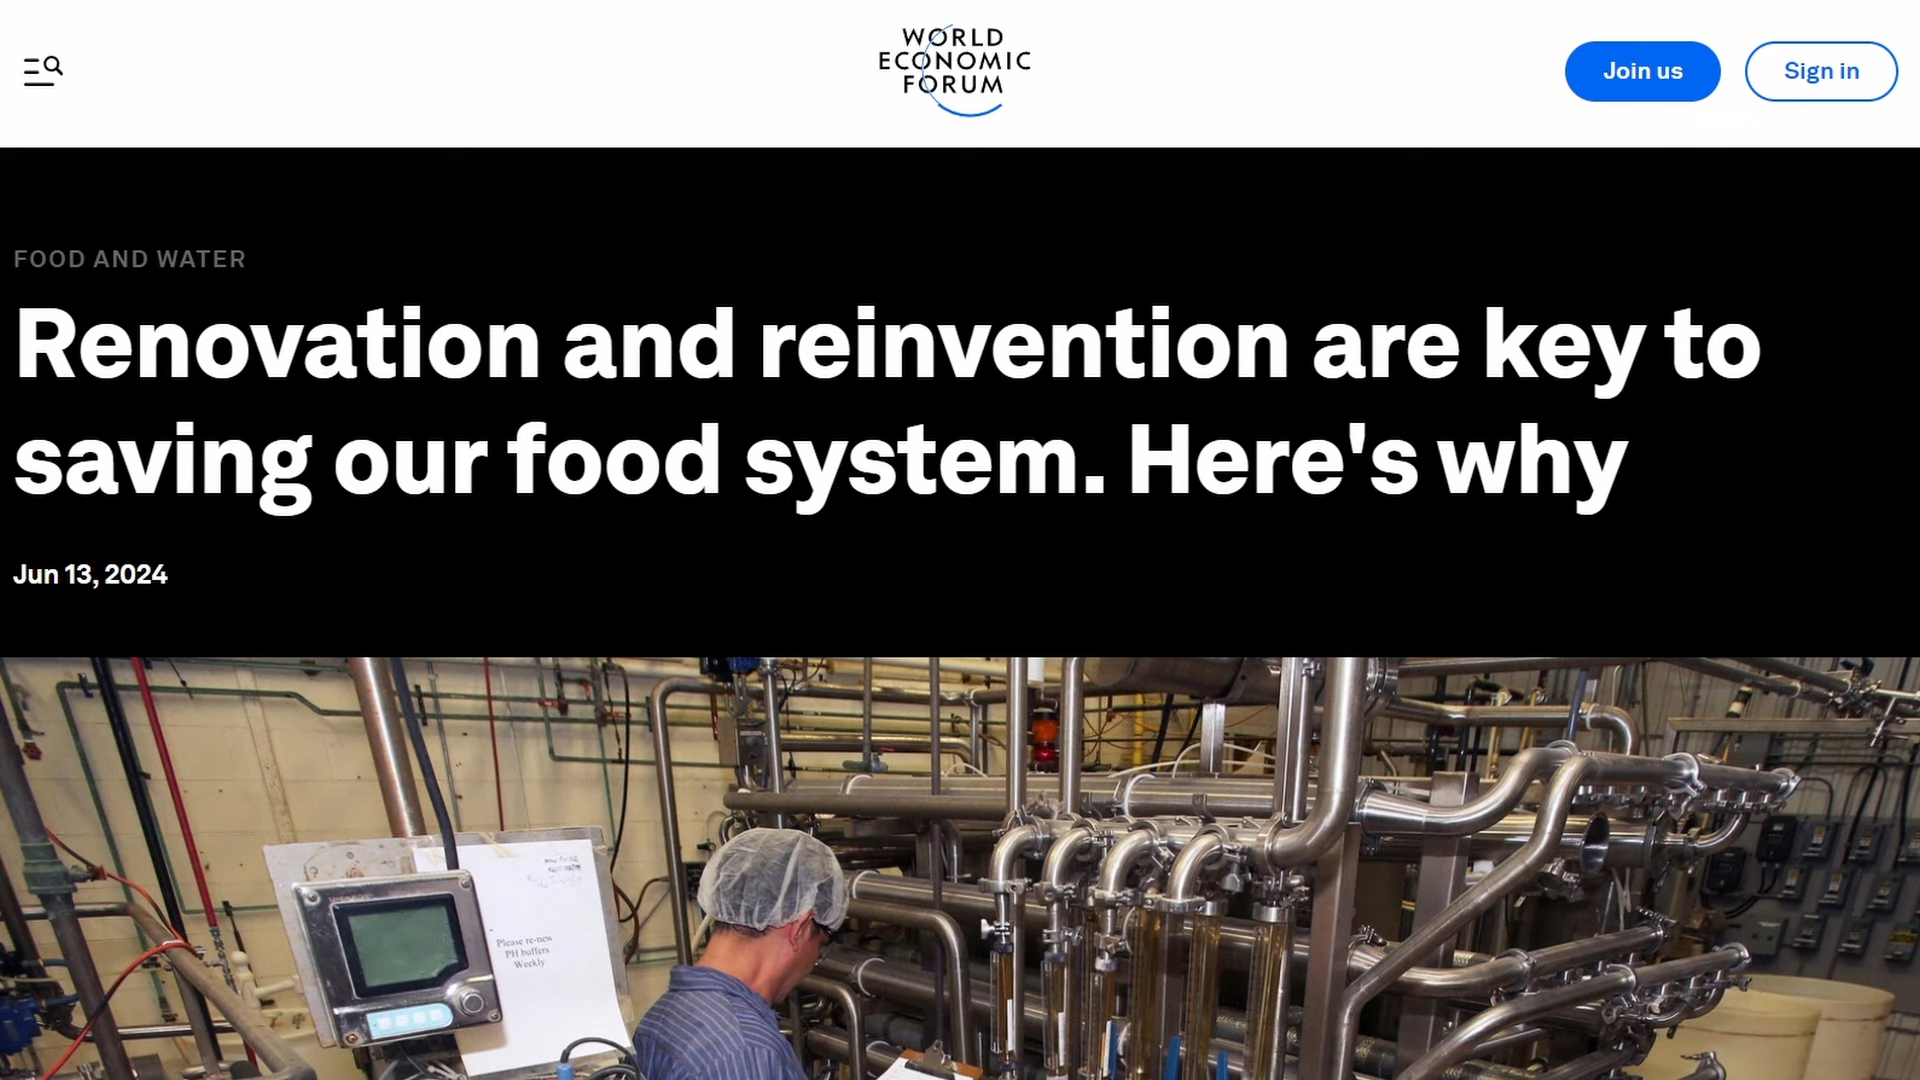 WORLD
ECONOMIC
FORUM
Join us
Sign in
FOOD AND WATER
Renovation and reinvention are key to
saving our food system. Here's why
Jun 13, 2024
Please re-new
PH buffers
Weekly